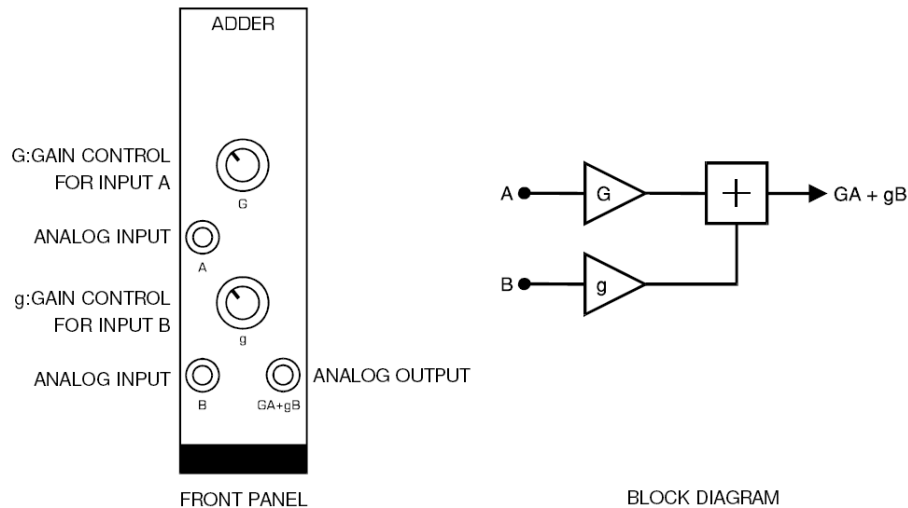 ADDER
G:GAIN CONTROL
FOR INPUT A
G
ANALOG INPUT
A
g:GAIN CONTROL
FOR INPUT B
g
ANALOG INPUT
B
GA+gB
ANALOG OUTPUT
FRONT PANEL
A
G
+
GA + gB
B
g
BLOCK DIAGRAM